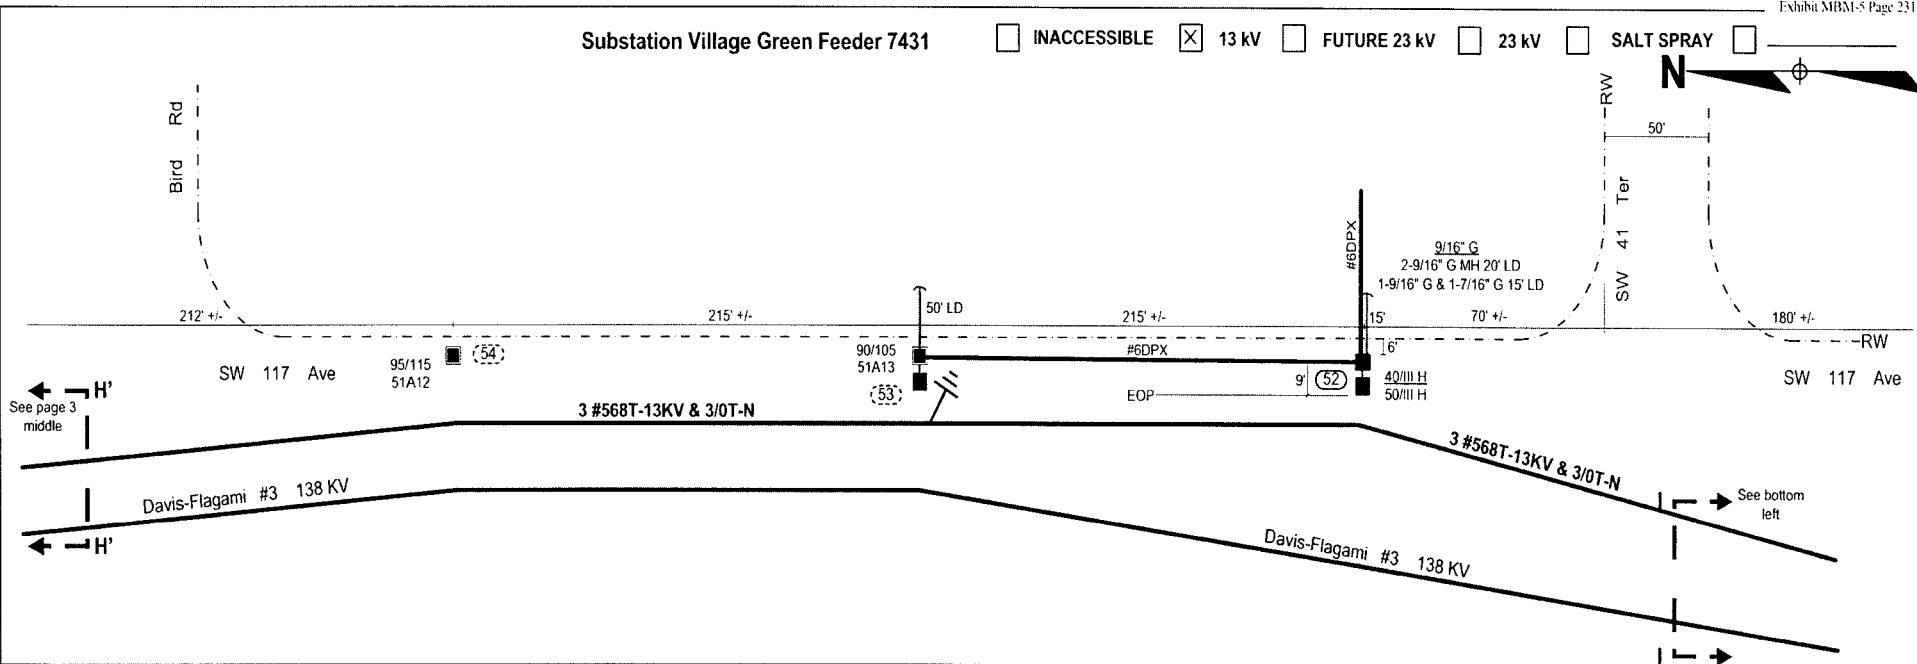 Exhibit MBM-5 Page 231
Substation Village Green Feeder 7431
INACCESSIBLE
X
13 kV
FUTURE 23 kV
23 kV
SALT SPRAY
N
Bird Rd
RW
50'
SW 41 Ter
#6DPX
9/16" G
2-9/16" G MH 20' LD
1-9/16" G & 1-7/16" G 15' LD
50' LD
212' +/-
215' +/-
215' +/-
15'
70' +/-
180' +/-
SW 117 Ave
95/115
51A12
54
90/105
51A13
53
#6DPX
6'
9'
52
40/III H
50/III H
EOP
RW
SW 117 Ave
H'
See page 3
middle
H'
3 #568T-13KV & 3/0T-N
3 #568T-13KV & 3/0T-N
Davis-Flagami #3 138 KV
Davis-Flagami #3 138 KV
See bottom
left